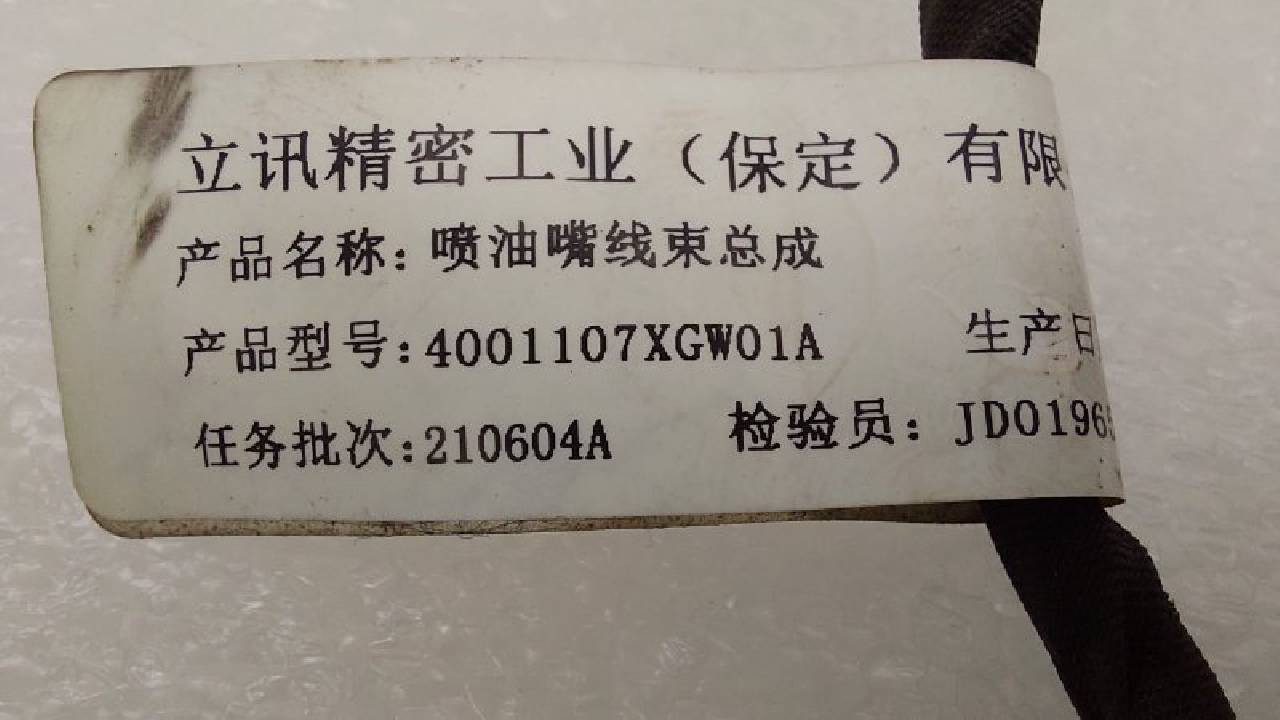 立讯精密工业（保定）有限
产品名称: 喷油嘴线束总成
产品型号:4001107XGW01A 生产日
任务批次:210604A 检验员: JD01965